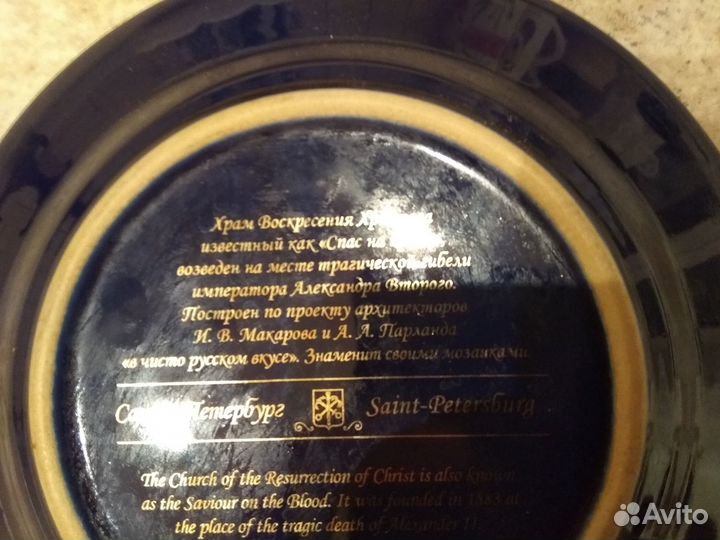 Храм Воскресения
известный как «Спас на
возведен на месте трагической гибели
императора Александра Второго.
Построен по проекту архитекторов
И. В. Макарова и А. А. Парланда
«в чисто русском вкусе». Знаменит своими мозаиками.
Петербург Saint-Petersburg
The Church of the Resurrection of Christ is also known
as the Saviour on the Blood. It was founded in 1883 at
the place of the tragic death of Alexander II.
Avito